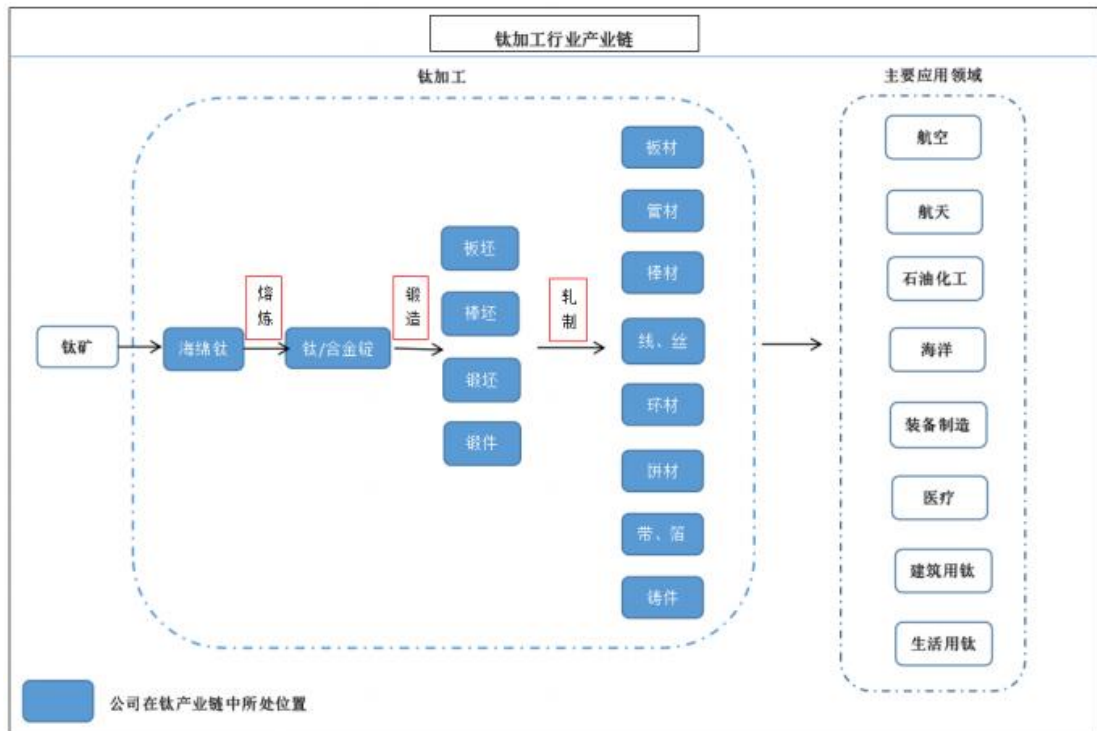 钛加工行业产业链
钛加工
主要应用领域
钛矿
海绵钛
熔炼
钛/合金锭
锻造
板坯
棒坯
锻坯
锻件
轧制
板材
管材
棒材
线、丝
环材
饼材
带、箔
铸件
航空
航天
石油化工
海洋
装备制造
医疗
建筑用钛
生活用钛
公司在钛产业链中所处位置